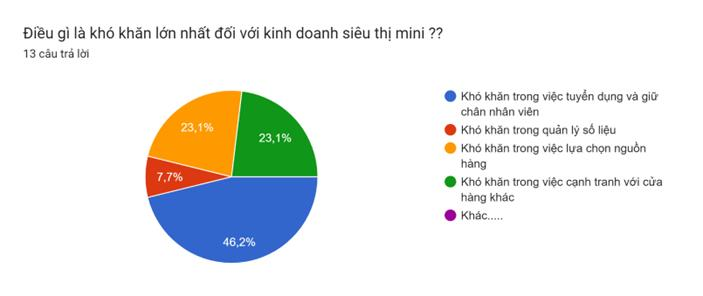 Điều gì là khó khăn lớn nhất đối với kinh doanh siêu thị mini ??
13 câu trả lời
23,1%
23,1%
7,7%
46,2%
Khó khăn trong việc tuyển dụng và giữ
chân nhân viên
Khó khăn trong quản lý số liệu
Khó khăn trong việc lựa chọn nguồn
hàng
Khó khăn trong việc cạnh tranh với cửa
hàng khác
Khác.....